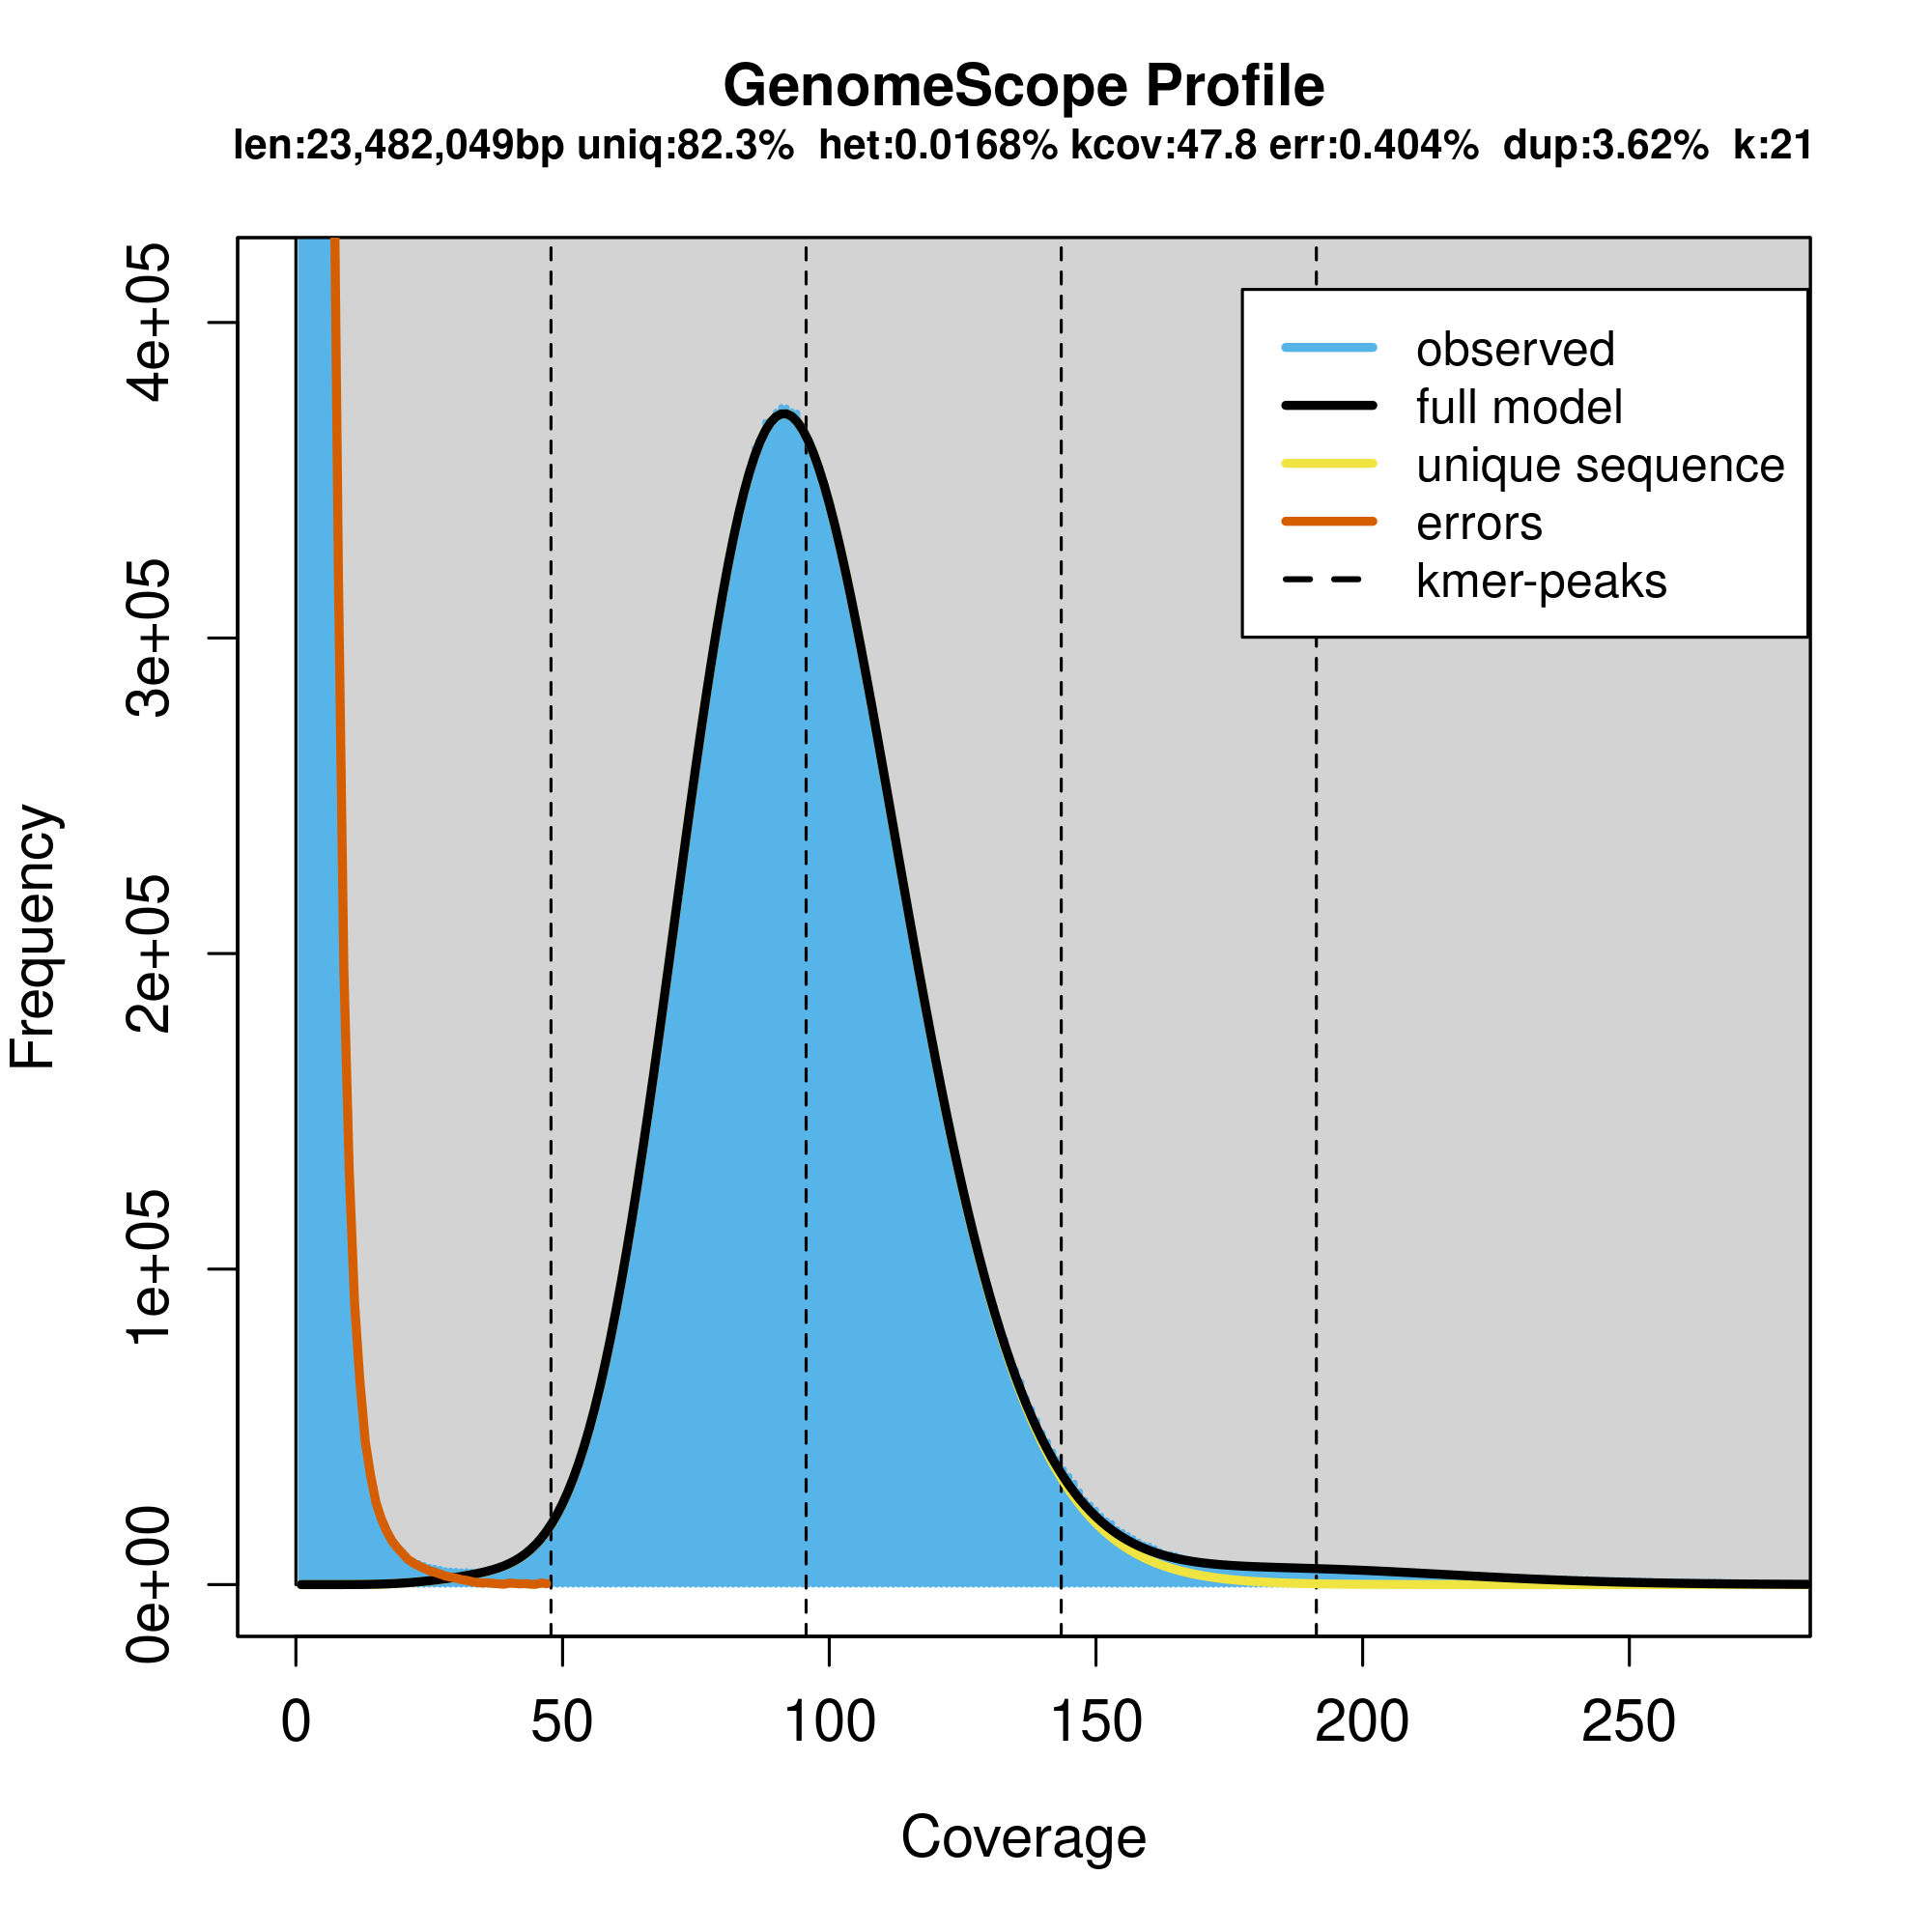 GenomeScope Profile
len:23,482,049bp uniq:82.3% het:0.0168% kcov:47.8 err:0.404% dup:3.62% k:21
observed
full model
unique sequence
errors
kmer-peaks
Frequency
4e+05
3e+05
2e+05
1e+05
0e+00
0 50 100 150 200 250
Coverage